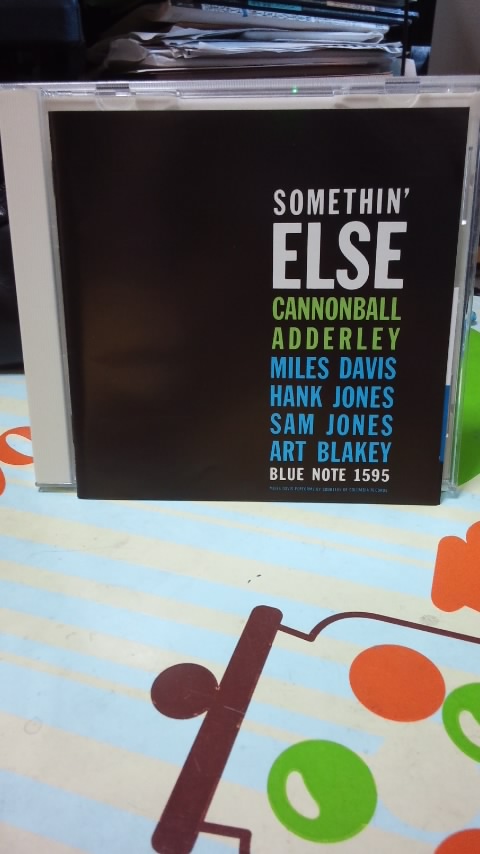 SOMETHIN'
ELSE
CANNONBALL
ADDERLEY
MILES DAVIS
HANK JONES
SAM JONES
ART BLAKEY
BLUE NOTE 1595